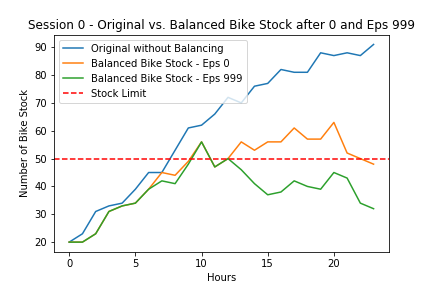 Session 0 - Original vs. Balanced Bike Stock after 0 and Eps 999
Original without Balancing
Balanced Bike Stock - Eps 0
Balanced Bike Stock - Eps 999
Stock Limit
Number of Bike Stock
90
80
70
60
50
40
30
20
0
5
10
15
20
Hours